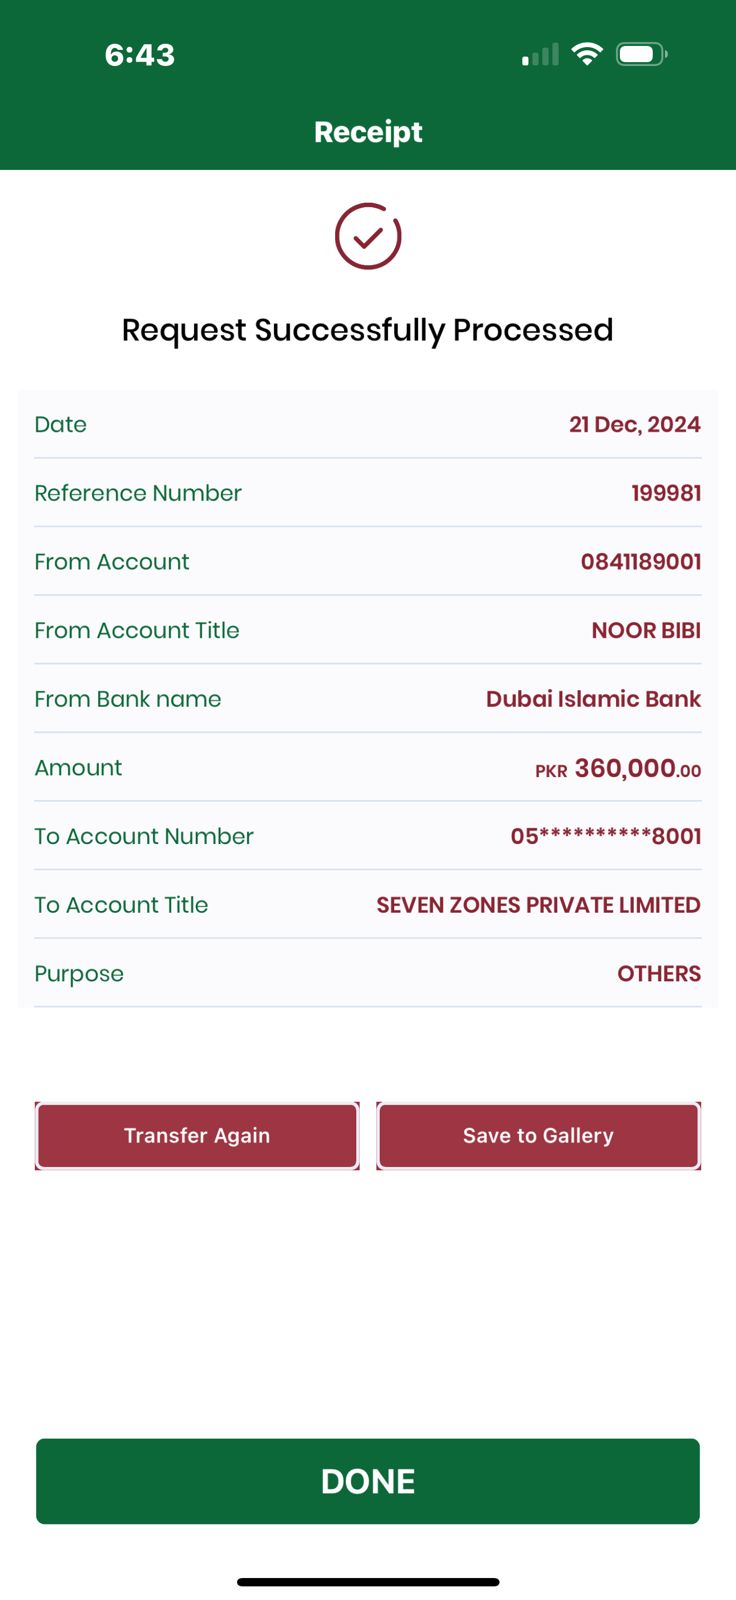 6:43
Receipt
Request Successfully Processed
Date 21 Dec, 2024
Reference Number 199981
From Account 0841189001
From Account Title NOOR BIBI
From Bank name Dubai Islamic Bank
Amount PKR 360,000.00
To Account Number 05**********8001
To Account Title SEVEN ZONES PRIVATE LIMITED
Purpose OTHERS
Transfer Again Save to Gallery
DONE